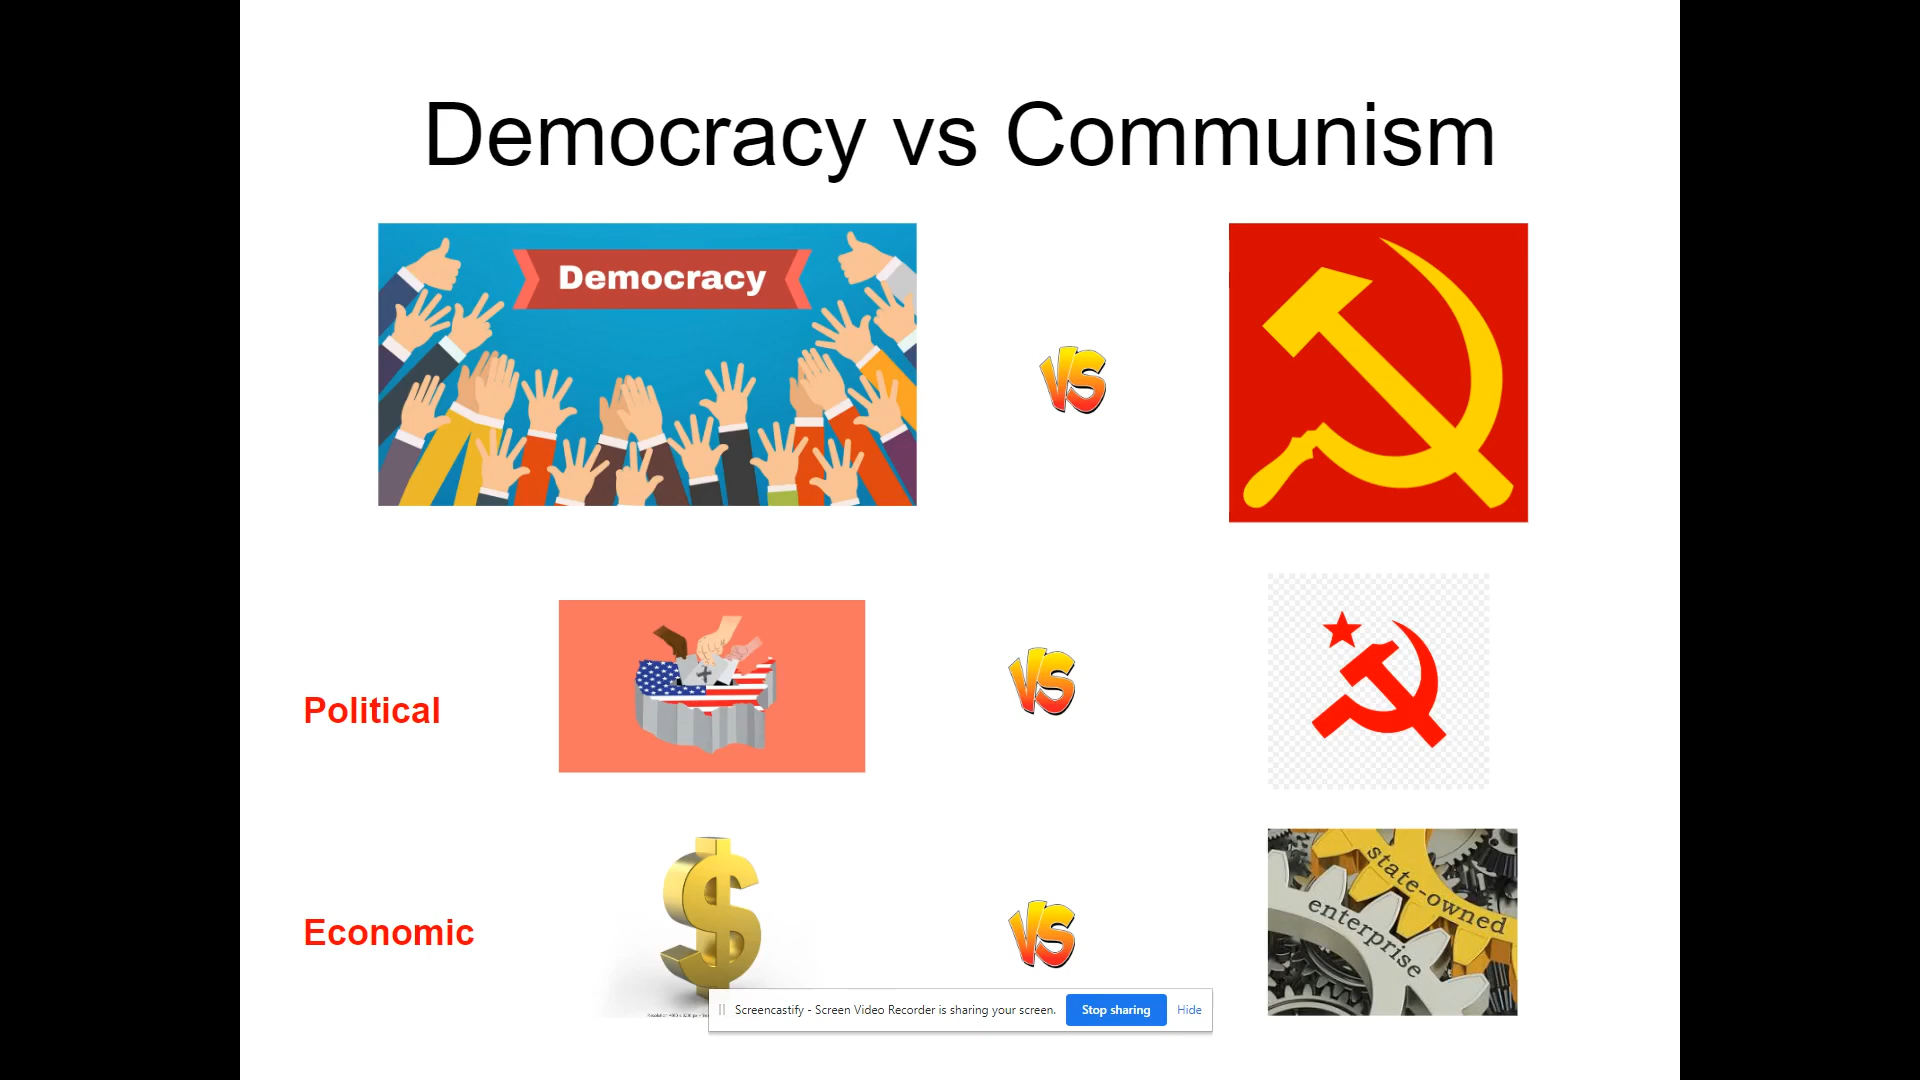 Democracy vs Communism
Democracy
VS
Political
VS
Economic
VS
state-owned
enterprise
Screencastify - Screen Video Recorder is sharing your screen.
Stop sharing
Hide